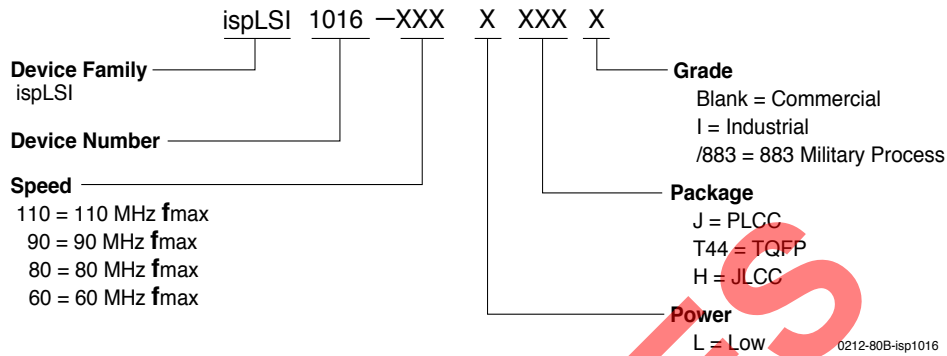 ispLSI 1016 –XXX X XXX X
Device Family
ispLSI
Device Number
Speed
110 = 110 MHz fmax
90 = 90 MHz fmax
80 = 80 MHz fmax
60 = 60 MHz fmax
Grade
Blank = Commercial
I = Industrial
/883 = 883 Military Process
Package
J = PLCC
T44 = TQFP
H = JLCC
Power
L = Low
0212-80B-isp1016